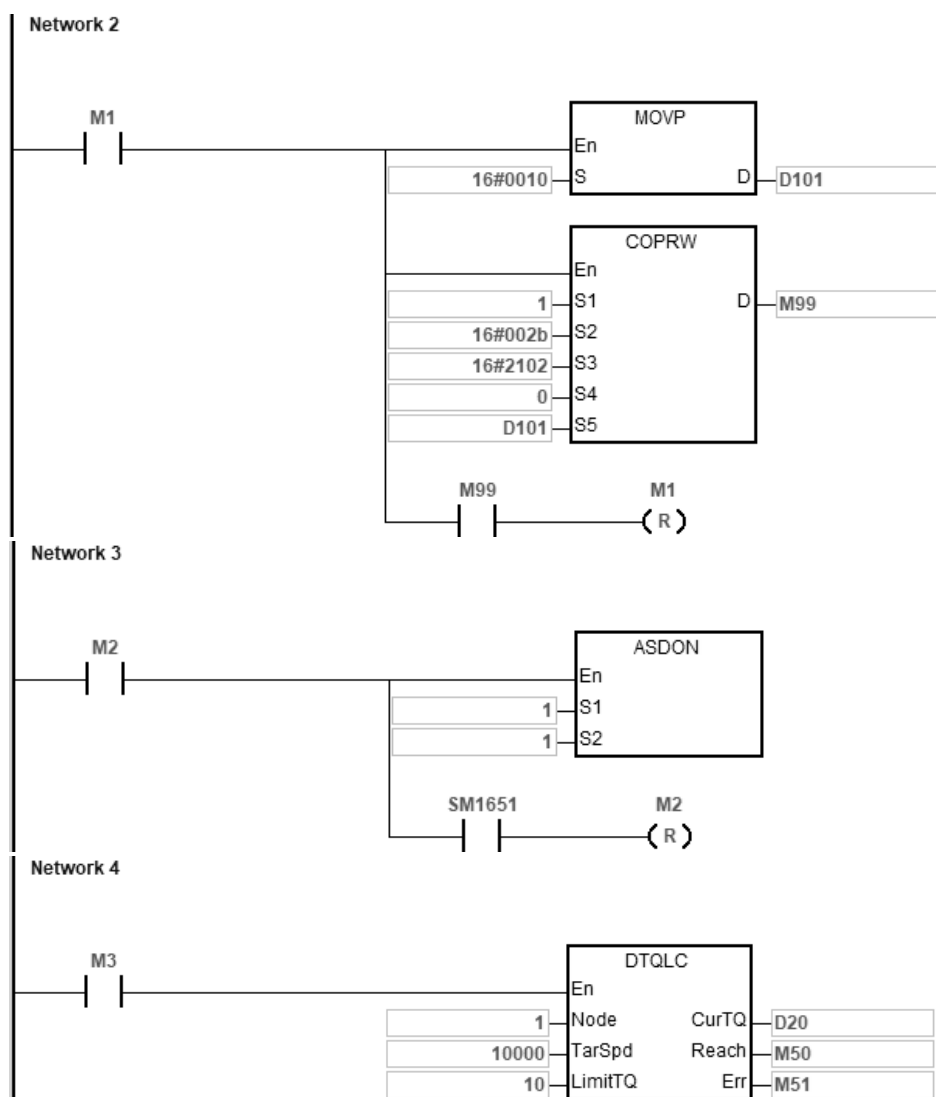 Network 2
M1
MOVP
En
16#0010 S D D101
COPRW
En
1 S1 D M99
16#002b S2
16#2102 S3
0 S4
D101 S5
M99 M1
R
Network 3
M2
ASDON
En
1 S1
1 S2
SM1651 M2
R
Network 4
M3
DTQLC
En
1 Node CurTQ D20
10000 TarSpd Reach M50
10 LimitTQ Err M51